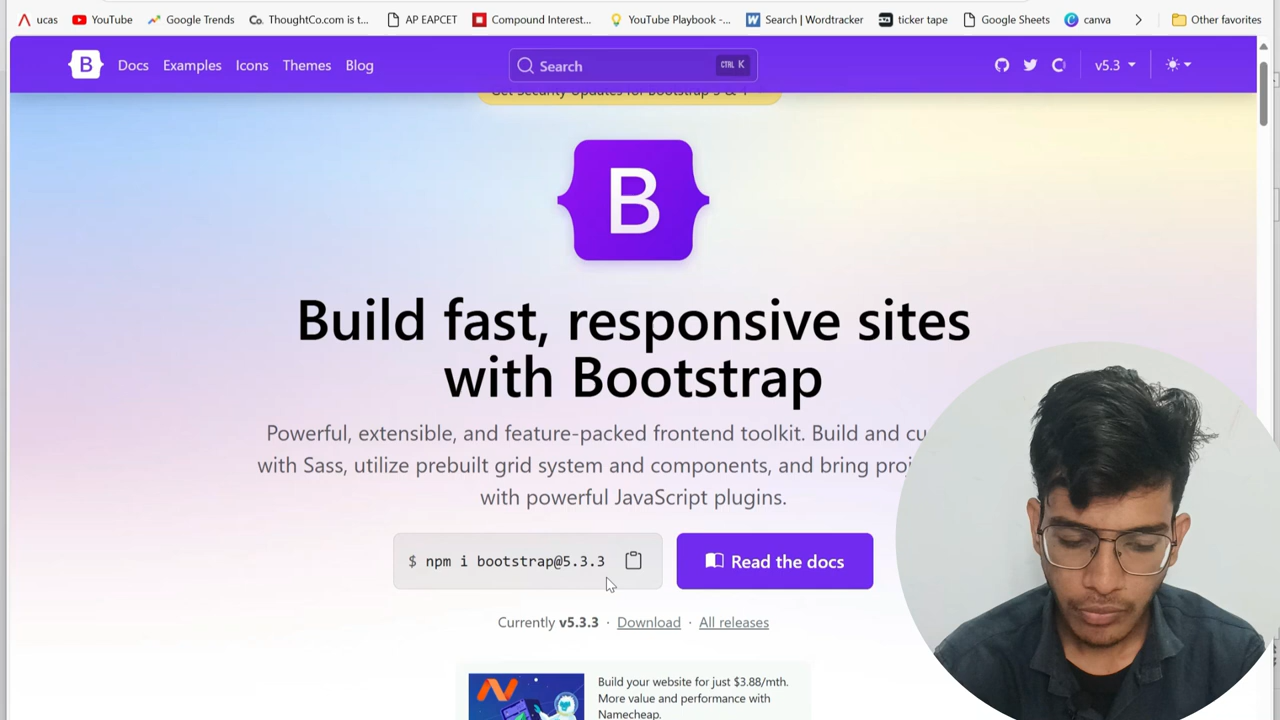 ucas YouTube Google Trends Co. ThoughtCo.com is t... AP EAPCET Compound Interest... YouTube Playbook -... W Search | Wordtracker ticker tape Google Sheets canva Other favorites
B Docs Examples Icons Themes Blog Search CTRL K v5.3
B
Build fast, responsive sites
with Bootstrap
Powerful, extensible, and feature-packed frontend toolkit. Build and cu
with Sass, utilize prebuilt grid system and components, and bring
with powerful JavaScript plugins.
$ npm i bootstrap@5.3.3 Read the docs
Currently v5.3.3 · Download · All releases
Build your website for just $3.88/mth.
More value and performance with
Namecheap.